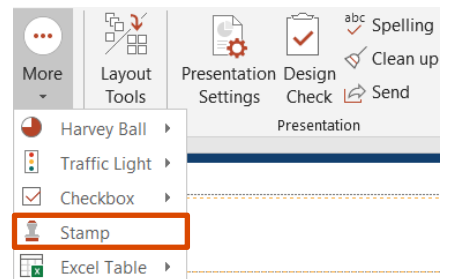 More
Layout
Tools
Presentation
Settings
Design
Check
abc Spelling
Clean up
Send
Presentation
Harvey Ball
Traffic Light
Checkbox
Stamp
Excel Table